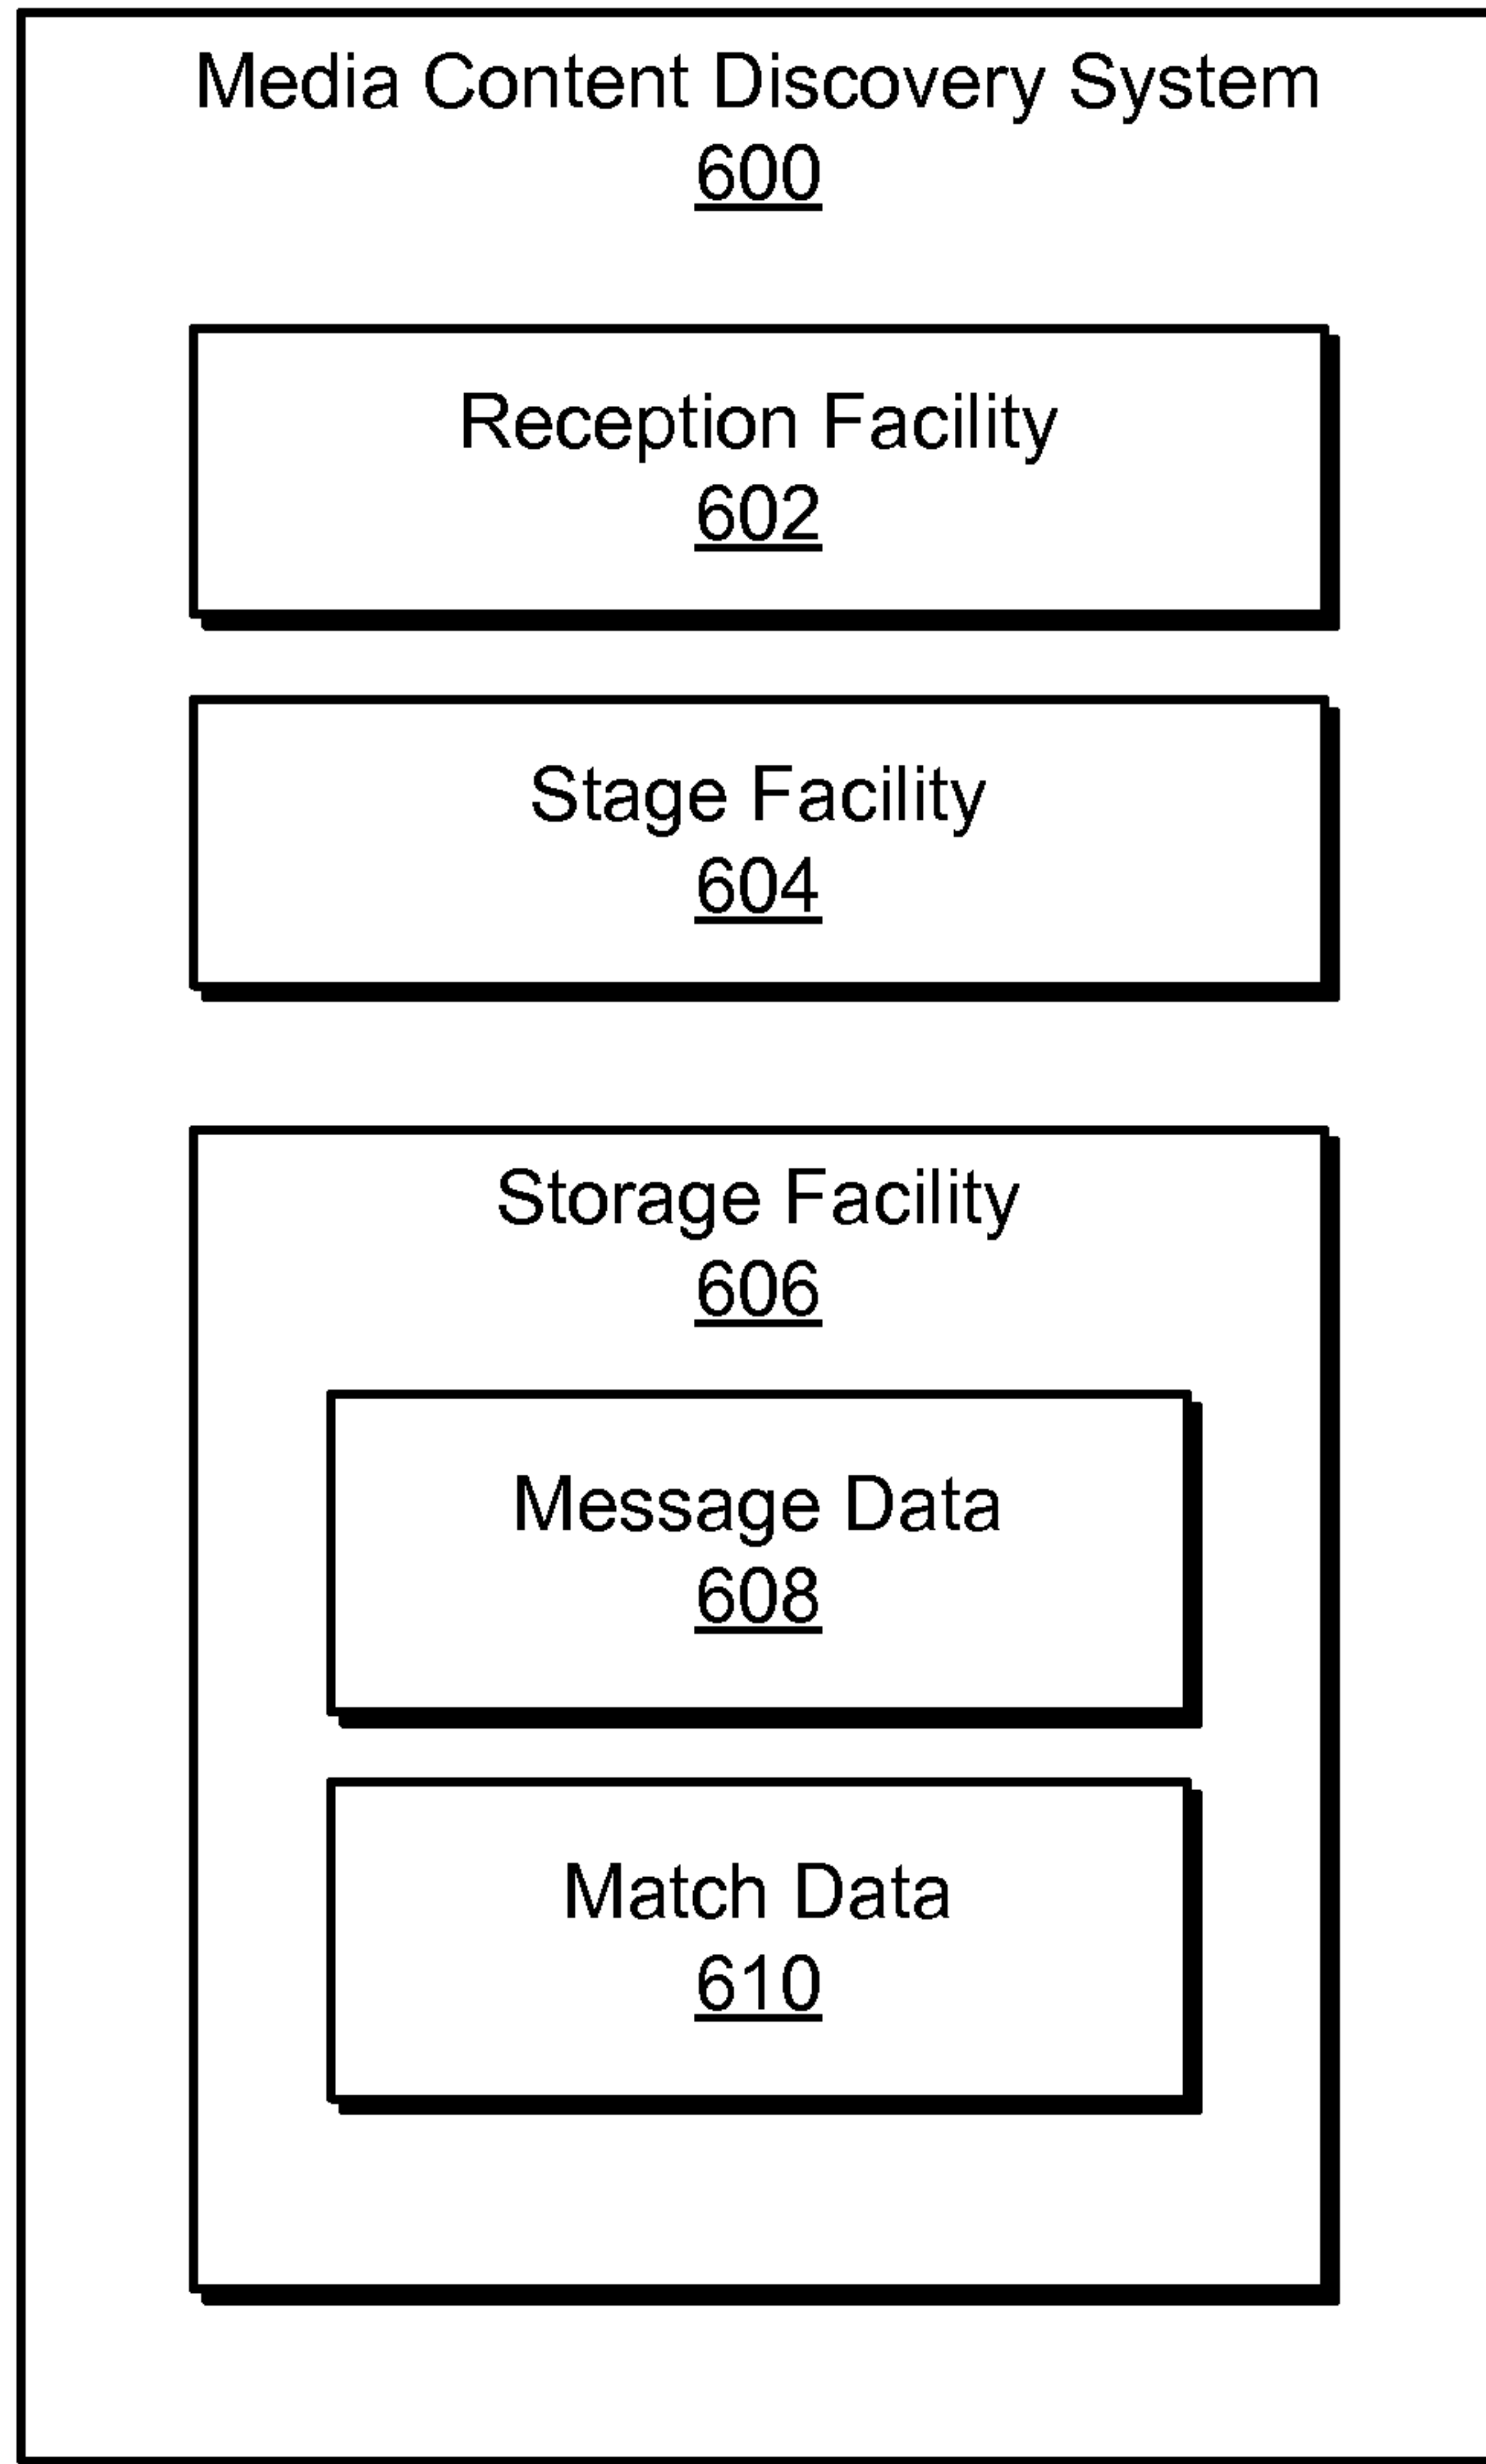 Media Content Discovery System
600
Reception Facility
602
Stage Facility
604
Storage Facility
606
Message Data
608
Match Data
610